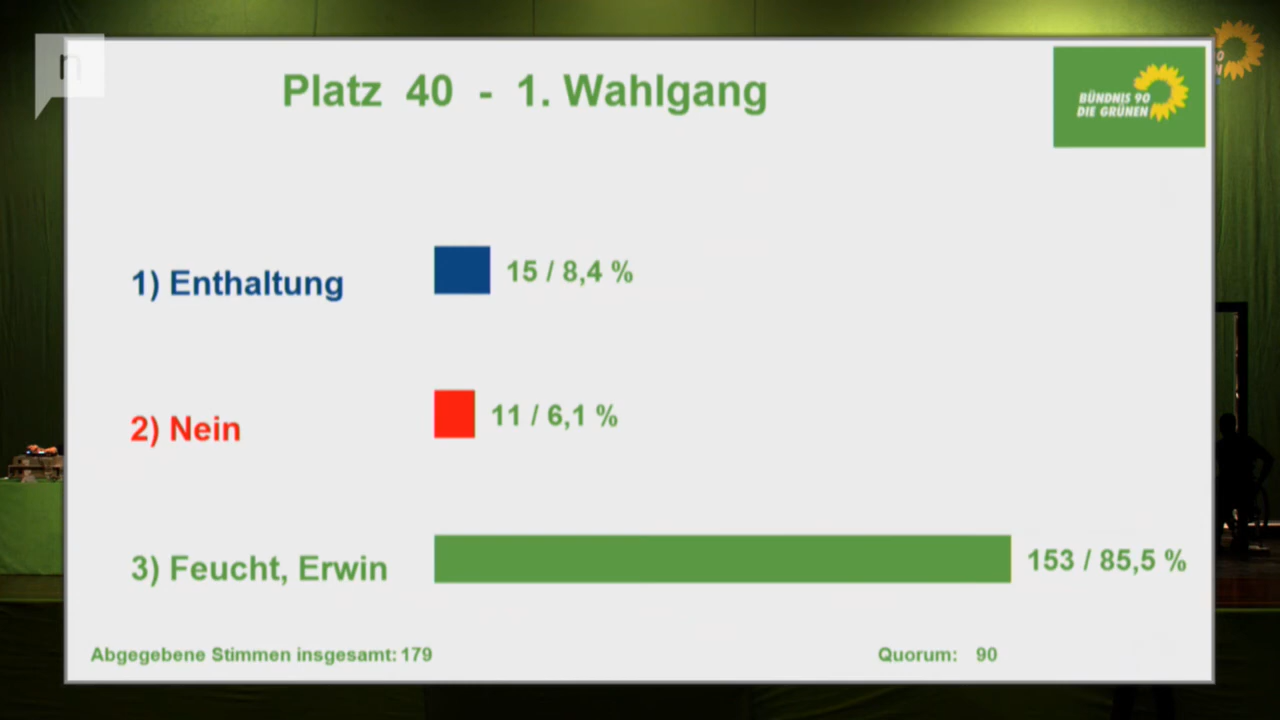 n
Platz 40 - 1. Wahlgang
BÜNDNIS 90
DIE GRÜNEN
1) Enthaltung 15 / 8,4 %
2) Nein 11 / 6,1 %
3) Feucht, Erwin 153 / 85,5 %
Abgegebene Stimmen insgesamt: 179 Quorum: 90